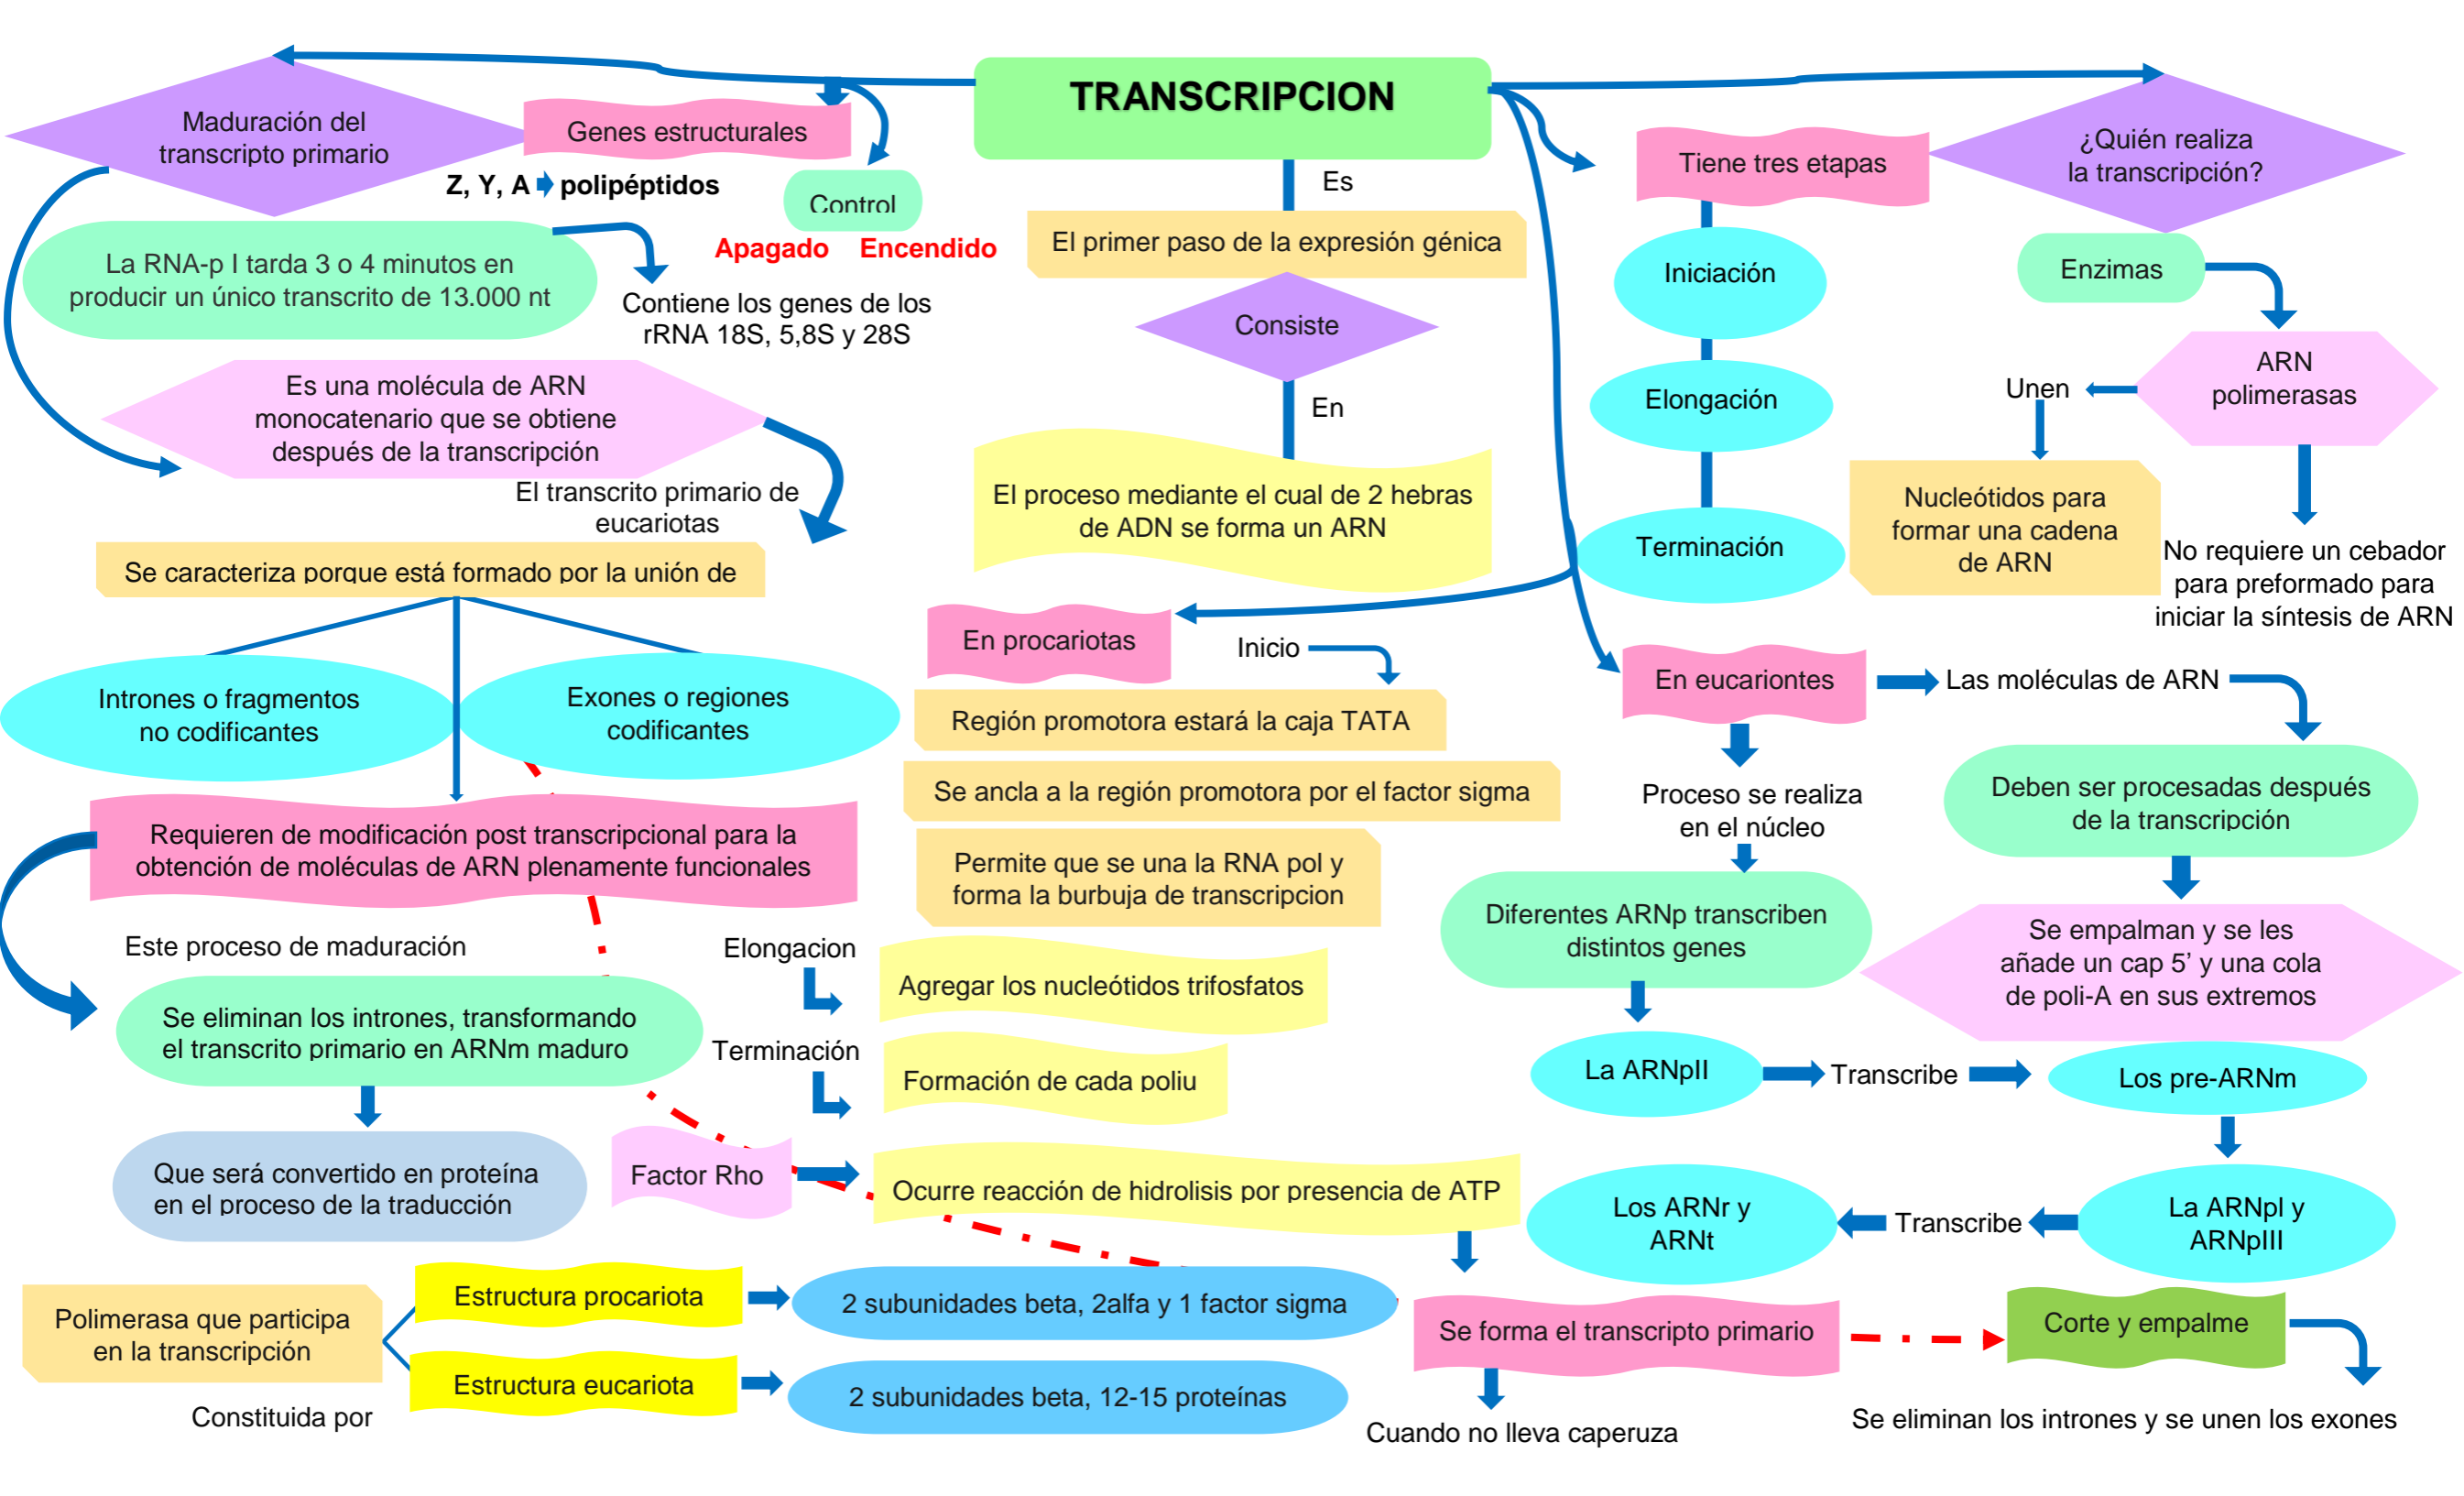 TRANSCRIPCION
Maduración del
transcripto primario
Genes estructurales
Z, Y, A
polipéptidos
Control
Apagado
Encendido
La RNA-p I tarda 3 o 4 minutos en
producir un único transcrito de 13.000 nt
Contiene los genes de los
rRNA 18S, 5,8S y 28S
Es una molécula de ARN
monocatenario que se obtiene
después de la transcripción
El transcrito primario de
eucariotas
Se caracteriza porque está formado por la unión de
Intrones o fragmentos
no codificantes
Exones o regiones
codificantes
Requieren de modificación post transcripcional para la
obtención de moléculas de ARN plenamente funcionales
Este proceso de maduración
Se eliminan los intrones, transformando
el transcrito primario en ARNm maduro
Que será convertido en proteína
en el proceso de la traducción
Polimerasa que participa
en la transcripción
Constituida por
Estructura procariota
2 subunidades beta, 2alfa y 1 factor sigma
Estructura eucariota
2 subunidades beta, 12-15 proteínas
Es
El primer paso de la expresión génica
Consiste
En
El proceso mediante el cual de 2 hebras
de ADN se forma un ARN
En procariotas
Inicio
Región promotora estará la caja TATA
Se ancla a la región promotora por el factor sigma
Permite que se una la RNA pol y
forma la burbuja de transcripcion
Elongacion
Agregar los nucleótidos trifosfatos
Terminación
Formación de cada poliu
Factor Rho
Ocurre reacción de hidrolisis por presencia de ATP
Se forma el transcripto primario
Cuando no lleva caperuza
Corte y empalme
Se eliminan los intrones y se unen los exones
Tiene tres etapas
Iniciación
Elongación
Terminación
¿Quién realiza
la transcripción?
Enzimas
ARN
polimerasas
Unen
Nucleótidos para
formar una cadena
de ARN
No requiere un cebador
para preformado para
iniciar la síntesis de ARN
En eucariontes
Las moléculas de ARN
Proceso se realiza
en el núcleo
Deben ser procesadas después
de la transcripción
Diferentes ARNp transcriben
distintos genes
Se empalman y se les
añade un cap 5’ y una cola
de poli-A en sus extremos
La ARNpII
Transcribe
Los pre-ARNm
La ARNpI y
ARNpIII
Transcribe
Los ARNr y
ARNt